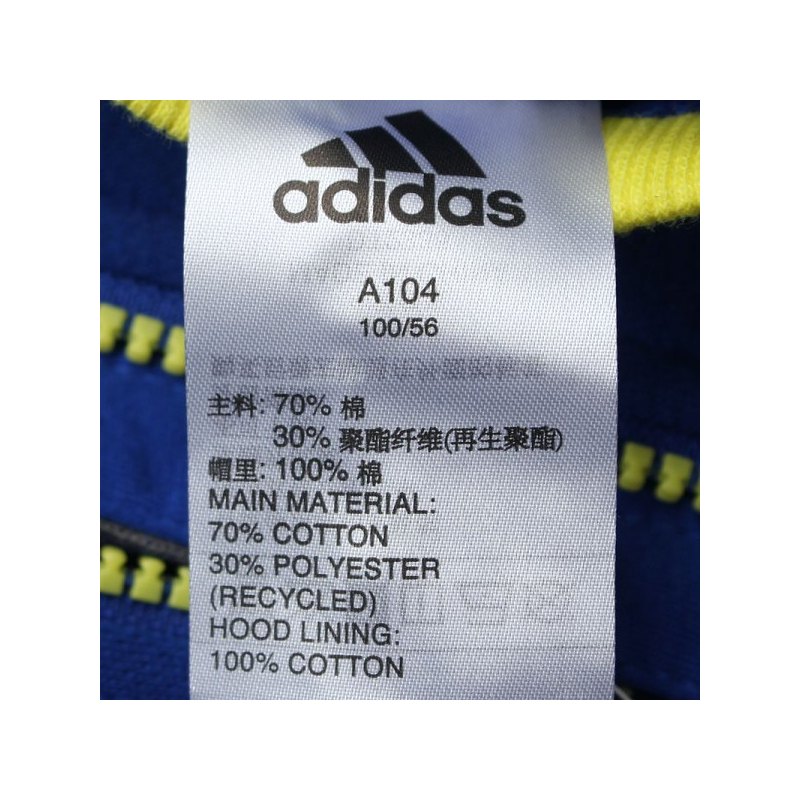 adidas
A104
100/56
主料: 70% 棉
30% 聚酯纤维(再生聚酯)
帽里: 100% 棉
MAIN MATERIAL:
70% COTTON
30% POLYESTER
(RECYCLED)
HOOD LINING:
100% COTTON